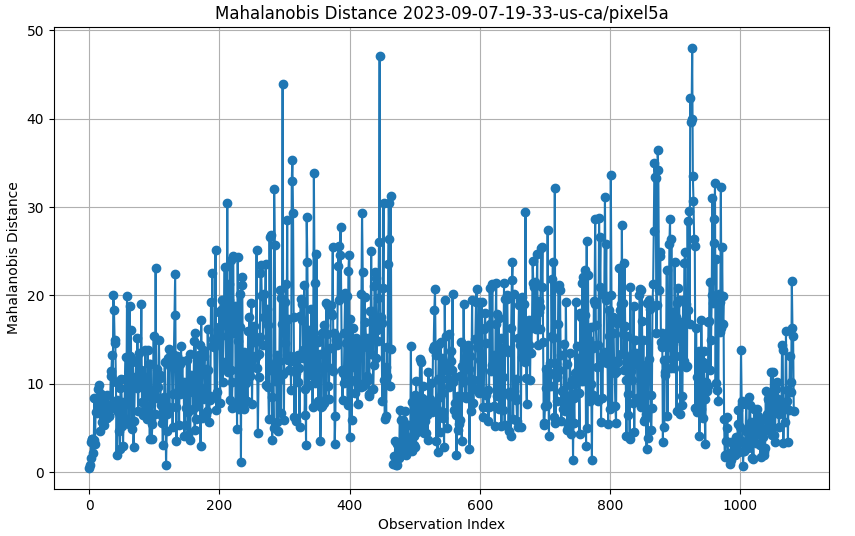 Mahalanobis Distance 2023-09-07-19-33-us-ca/pixel5a
50
40
30
20
10
0
Mahalanobis Distance
0 200 400 600 800 1000
Observation Index